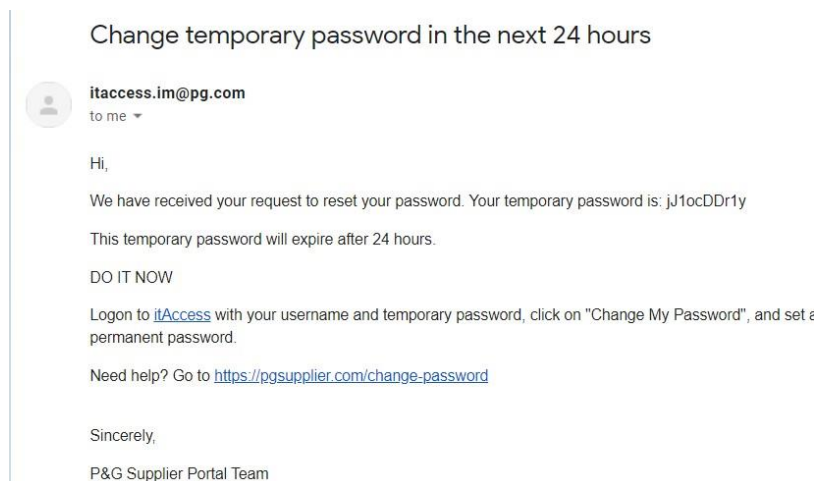 Change temporary password in the next 24 hours
itaccess.im@pg.com
to me
Hi,
We have received your request to reset your password. Your temporary password is: jJ1ocDDr1y
This temporary password will expire after 24 hours.
DO IT NOW
Logon to itAccess with your username and temporary password, click on "Change My Password", and set a
permanent password.
Need help? Go to https://pgsupplier.com/change-password
Sincerely,
P&G Supplier Portal Team